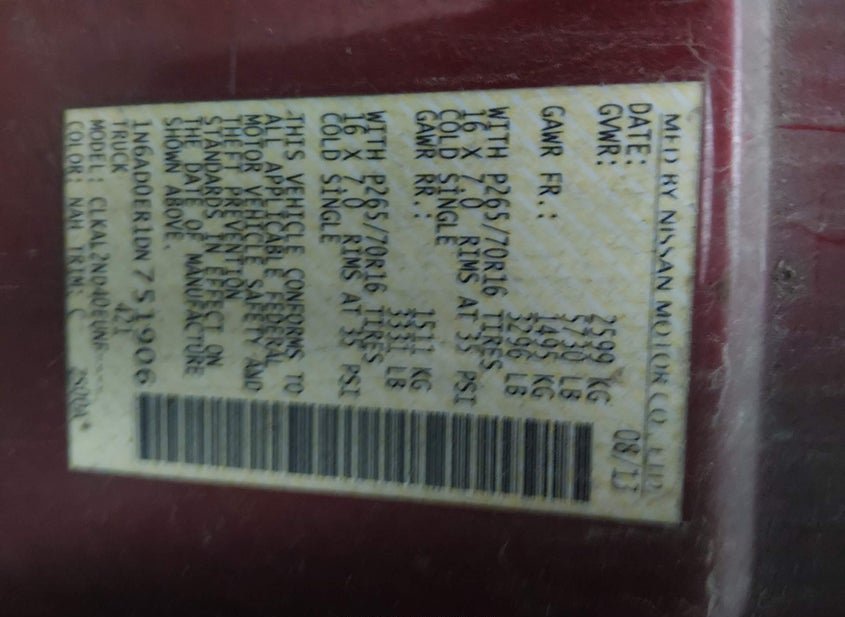 MFD BY NISSAN MOTOR CO., LTD.
DATE: 08/13
GVWR: 2599 KG
5730 LB
GAWR FR.: 1495 KG
3296 LB
WITH P265/70R16 TIRES
16 X 7.0 RIMS AT 35 PSI
COLD SINGLE
GAWR RR.: 1511 KG
3331 LB
WITH P265/70R16 TIRES
16 X 7.0 RIMS AT 35 PSI
COLD SINGLE
THIS VEHICLE CONFORMS TO
ALL APPLICABLE FEDERAL
MOTOR VEHICLE SAFETY AND
THEFT PREVENTION
STANDARDS IN EFFECT ON
THE DATE OF MANUFACTURE
SHOWN ABOVE.
1N6AD0ER1DN751906
TRUCK 421
MODEL:
COLOR: NAH TRIM: C